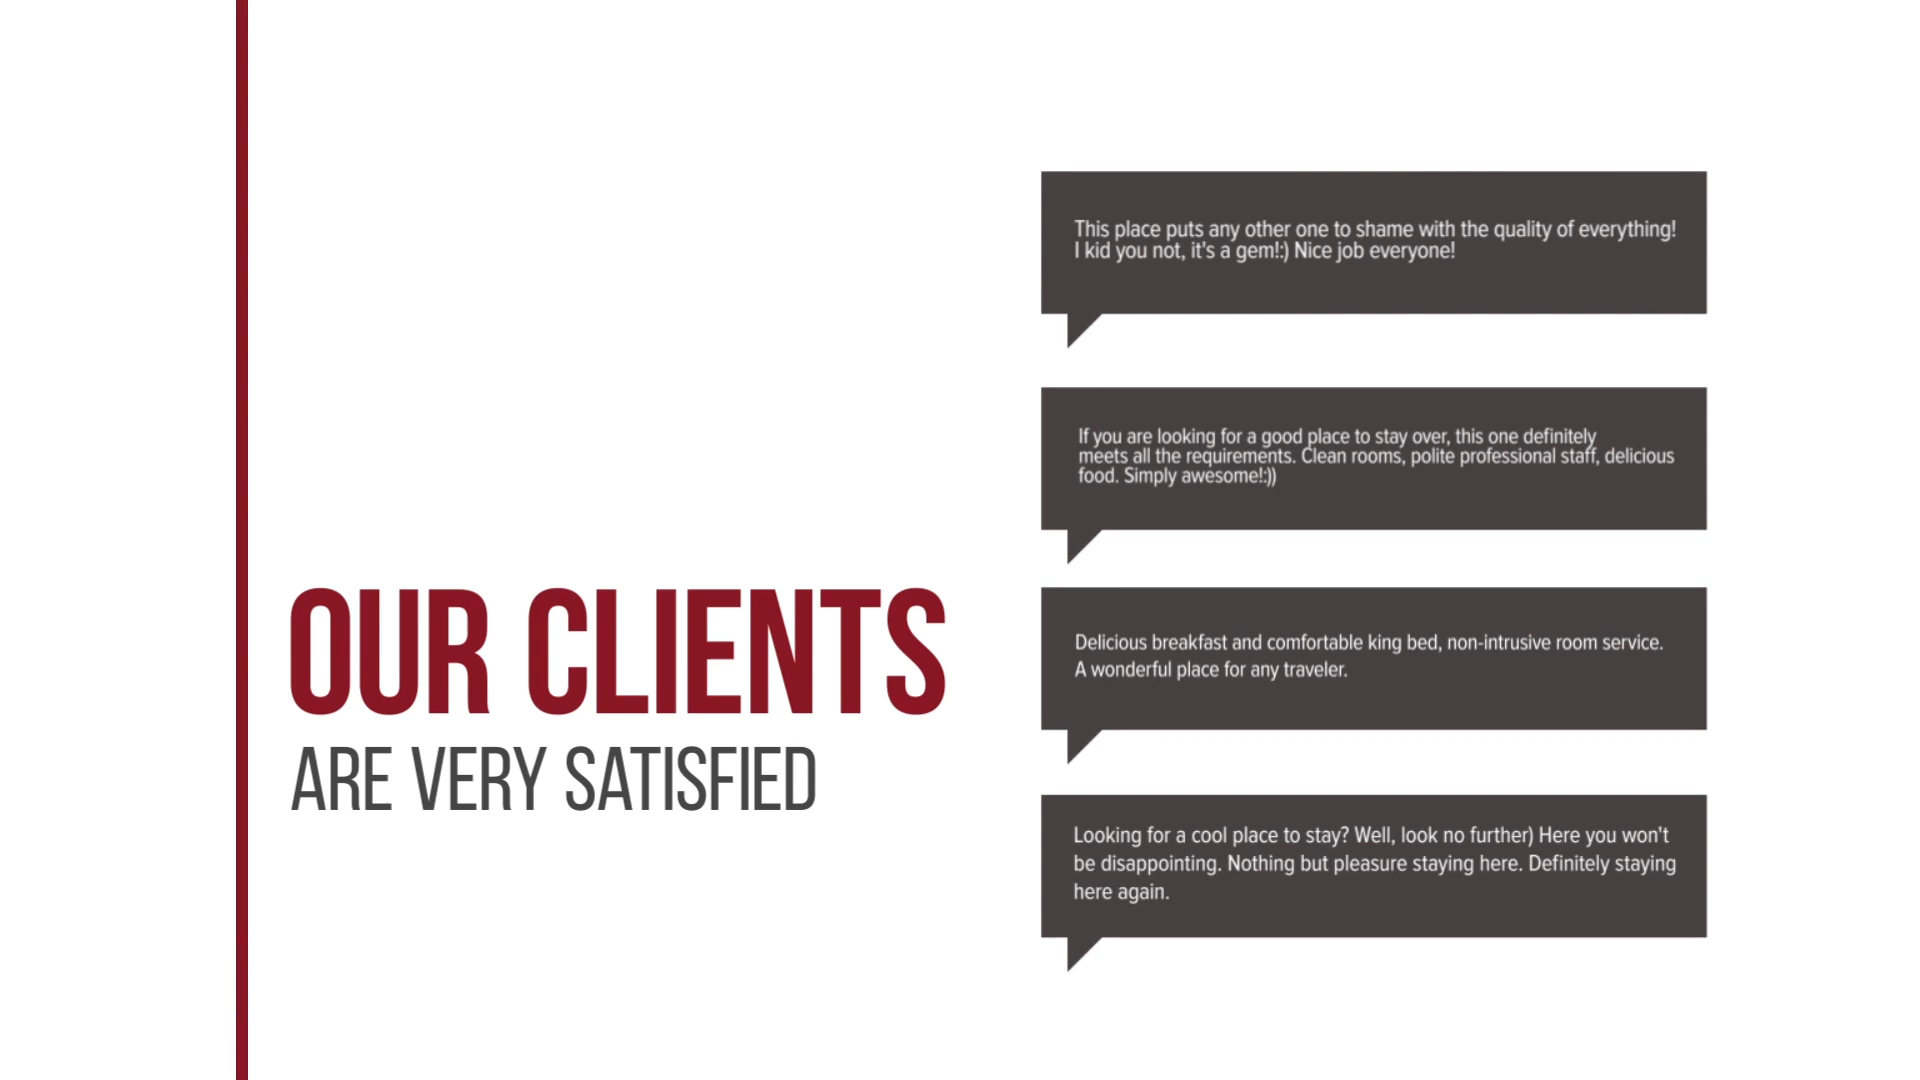 OUR CLIENTS
ARE VERY SATISFIED
This place puts any other one to shame with the quality of everything!
I kid you not, it's a gem!:) Nice job everyone!
If you are looking for a good place to stay over, this one definitely
meets all the requirements. Clean rooms, polite professional staff, delicious
food. Simply awesome!:))
Delicious breakfast and comfortable king bed, non-intrusive room service.
A wonderful place for any traveler.
Looking for a cool place to stay? Well, look no further) Here you won't
be disappointing. Nothing but pleasure staying here. Definitely staying
here again.